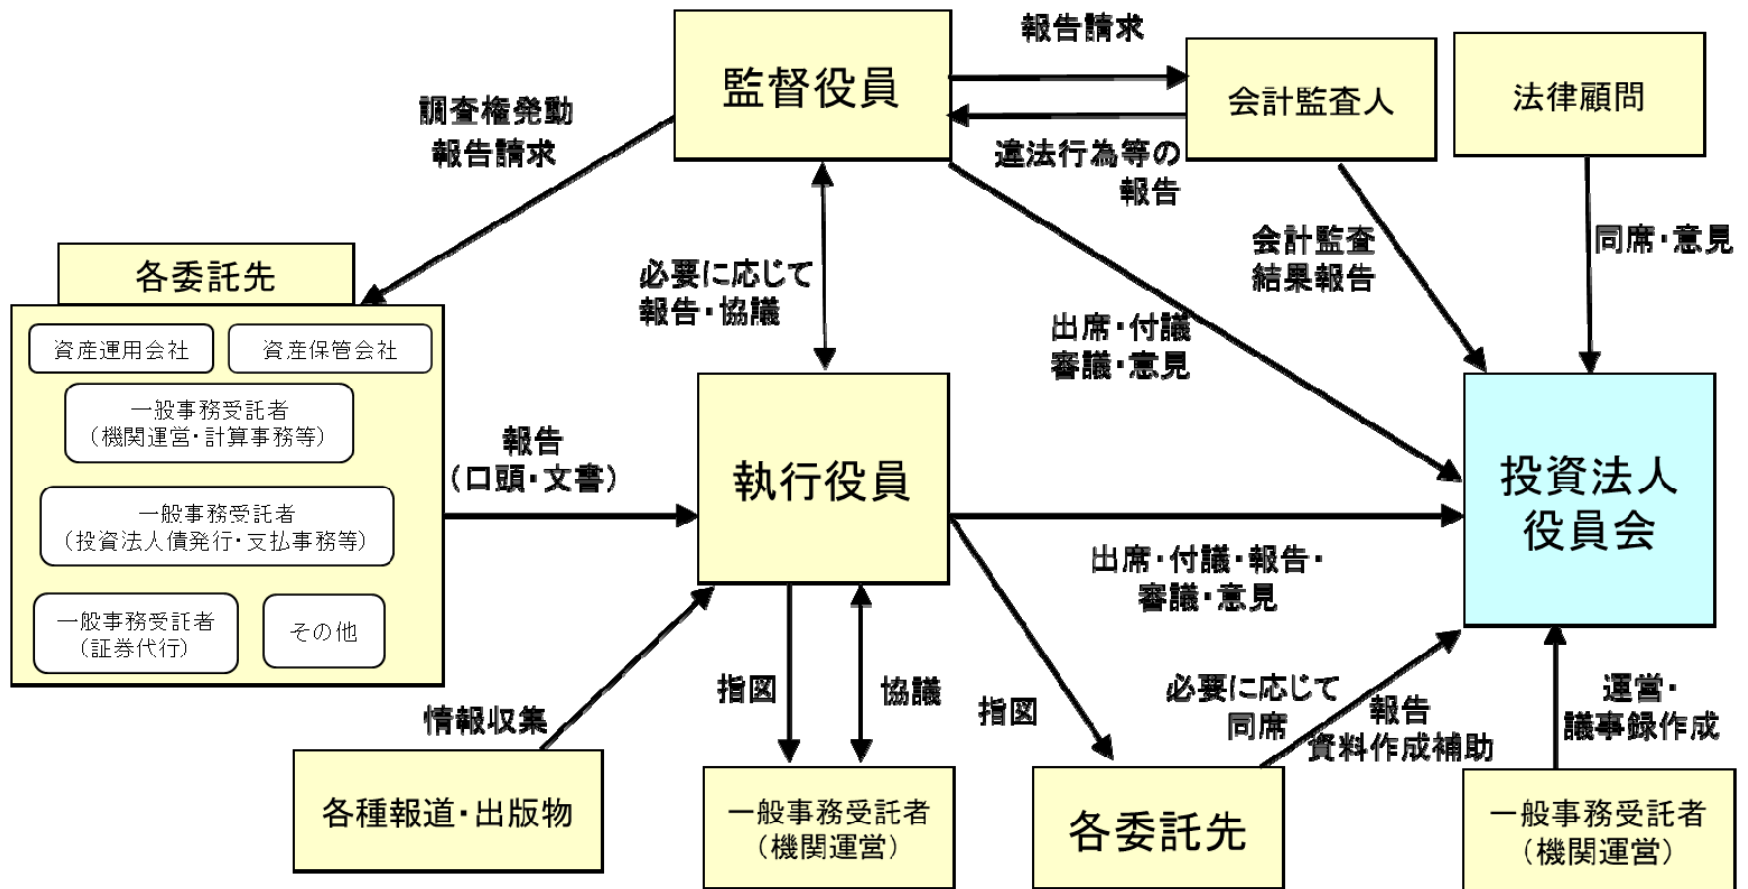 報告請求
監督役員
会計監査人
法律顧問
調査権発動
報告請求
違法行為等の
報告
会計監査
結果報告
同席・意見
各委託先
必要に応じて
報告・協議
出席・付議
審議・意見
資産運用会社
資産保管会社
一般事務受託者
（機関運営・計算事務等）
一般事務受託者
（投資法人債発行・支払事務等）
一般事務受託者
（証券代行）
その他
報告
（口頭・文書）
執行役員
投資法人
役員会
出席・付議・報告・
審議・意見
情報収集
指図
協議
指図
必要に応じて
同席
報告
資料作成補助
運営・
議事録作成
各種報道・出版物
一般事務受託者
（機関運営）
各委託先
一般事務受託者
（機関運営）